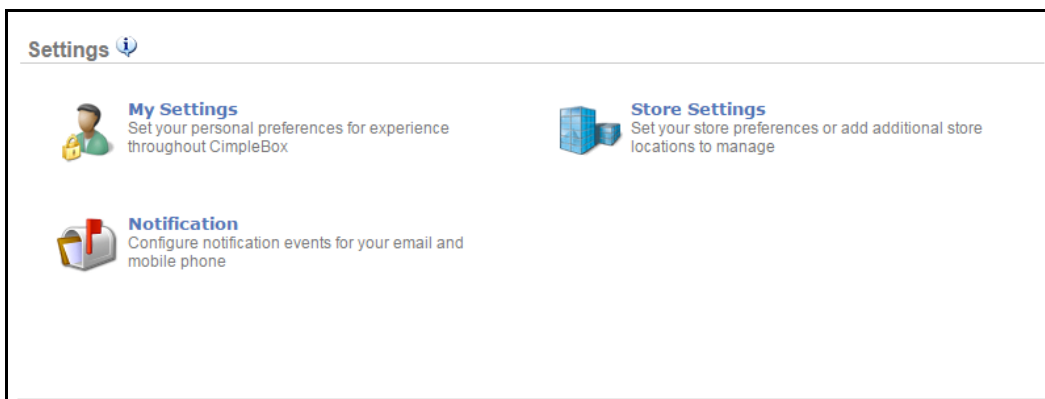 Settings
My Settings
Set your personal preferences for experience
throughout CimpleBox
Store Settings
Set your store preferences or add additional store
locations to manage
Notification
Configure notification events for your email and
mobile phone